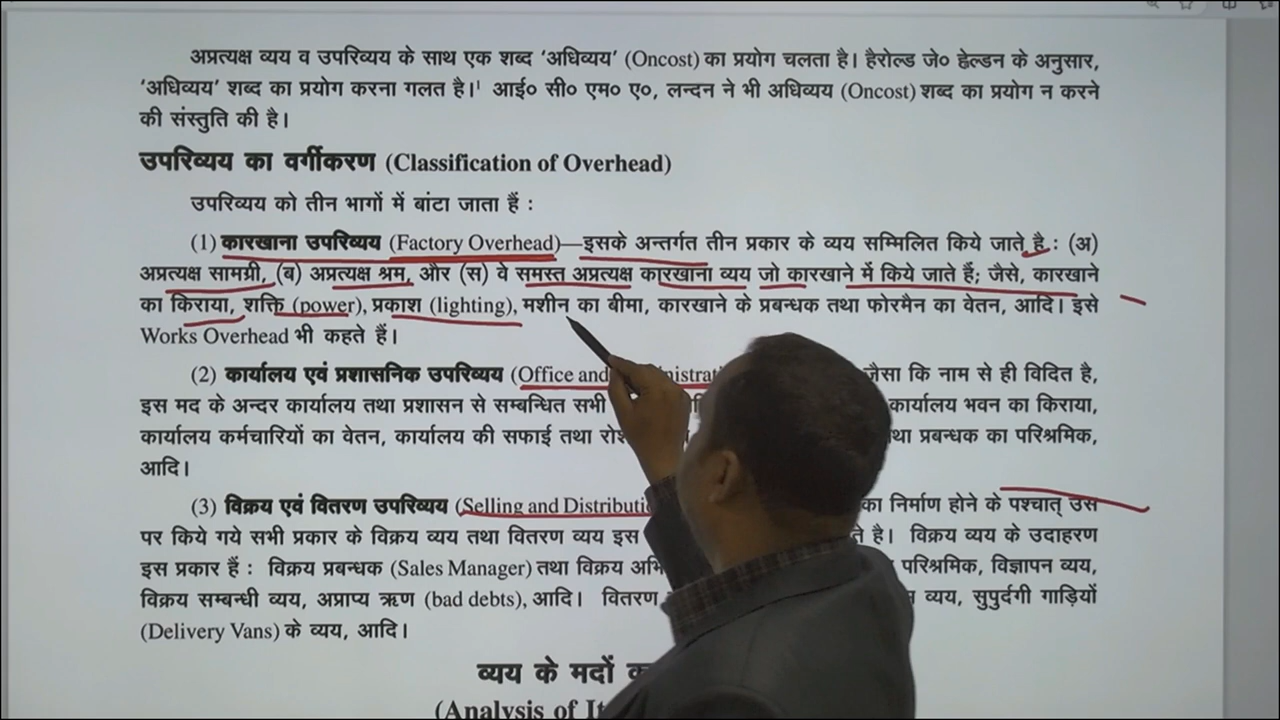 अप्रत्यक्ष व्यय व उपरिव्यय के साथ एक शब्द ‘अधिव्यय’ (Oncost) का प्रयोग चलता है। हैरोल्ड जे० ह्वेल्डन के अनुसार,
‘अधिव्यय’ शब्द का प्रयोग करना गलत है।¹ आई० सी० एम० ए०, लन्दन ने भी अधिव्यय (Oncost) शब्द का प्रयोग न करने
की संस्तुति की है।
उपरिव्यय का वर्गीकरण (Classification of Overhead)
उपरिव्यय को तीन भागों में बांटा जाता हैं :
(1) कारखाना उपरिव्यय (Factory Overhead)—इसके अन्तर्गत तीन प्रकार के व्यय सम्मिलित किये जाते है : (अ)
अप्रत्यक्ष सामग्री, (ब) अप्रत्यक्ष श्रम, और (स) वे समस्त अप्रत्यक्ष कारखाना व्यय जो कारखाने में किये जाते हैं; जैसे, कारखाने
का किराया, शक्ति (power), प्रकाश (lighting), मशीन का बीमा, कारखाने के प्रबन्धक तथा फोरमैन का वेतन, आदि। इसे
Works Overhead भी कहते हैं।
(2) कार्यालय एवं प्रशासनिक उपरिव्यय (Office and जैसा कि नाम से ही विदित है,
इस मद के अन्दर कार्यालय तथा प्रशासन से सम्बन्धित सभी कार्यालय भवन का किराया,
कार्यालय कर्मचारियों का वेतन, कार्यालय की सफाई तथा प्रबन्धक का परिश्रमिक,
आदि।
(3) विक्रय एवं वितरण उपरिव्यय (Selling and का निर्माण होने के पश्चात् उस
पर किये गये सभी प्रकार के विक्रय व्यय तथा वितरण व्यय इस है। विक्रय व्यय के उदाहरण
इस प्रकार हैं : विक्रय प्रबन्धक (Sales Manager) तथा विक्रय परिश्रमिक, विज्ञापन व्यय,
विक्रय सम्बन्धी व्यय, अप्राप्य ऋण (bad debts), आदि। वितरण व्यय, सुपुर्दगी गाड़ियों
(Delivery Vans) के व्यय, आदि।
व्यय के मदों
(Analysis of